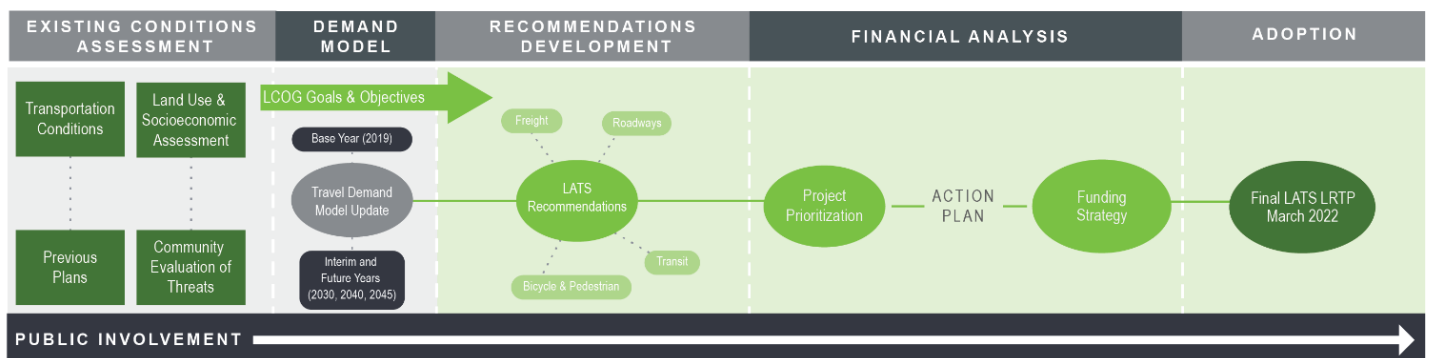 EXISTING CONDITIONS
ASSESSMENT
DEMAND
MODEL
RECOMMENDATIONS
DEVELOPMENT
FINANCIAL ANALYSIS
ADOPTION
Transportation
Conditions
Land Use &
Socioeconomic
Assessment
Previous
Plans
Community
Evaluation of
Threats
LCOG Goals & Objectives
Base Year (2019)
Travel Demand
Model Update
Interim and
Future Years
(2030, 2040, 2045)
Freight
Roadways
LATS
Recommendations
Transit
Bicycle & Pedestrian
Project
Prioritization
ACTION
PLAN
Funding
Strategy
Final LATS LRTP
March 2022
PUBLIC INVOLVEMENT